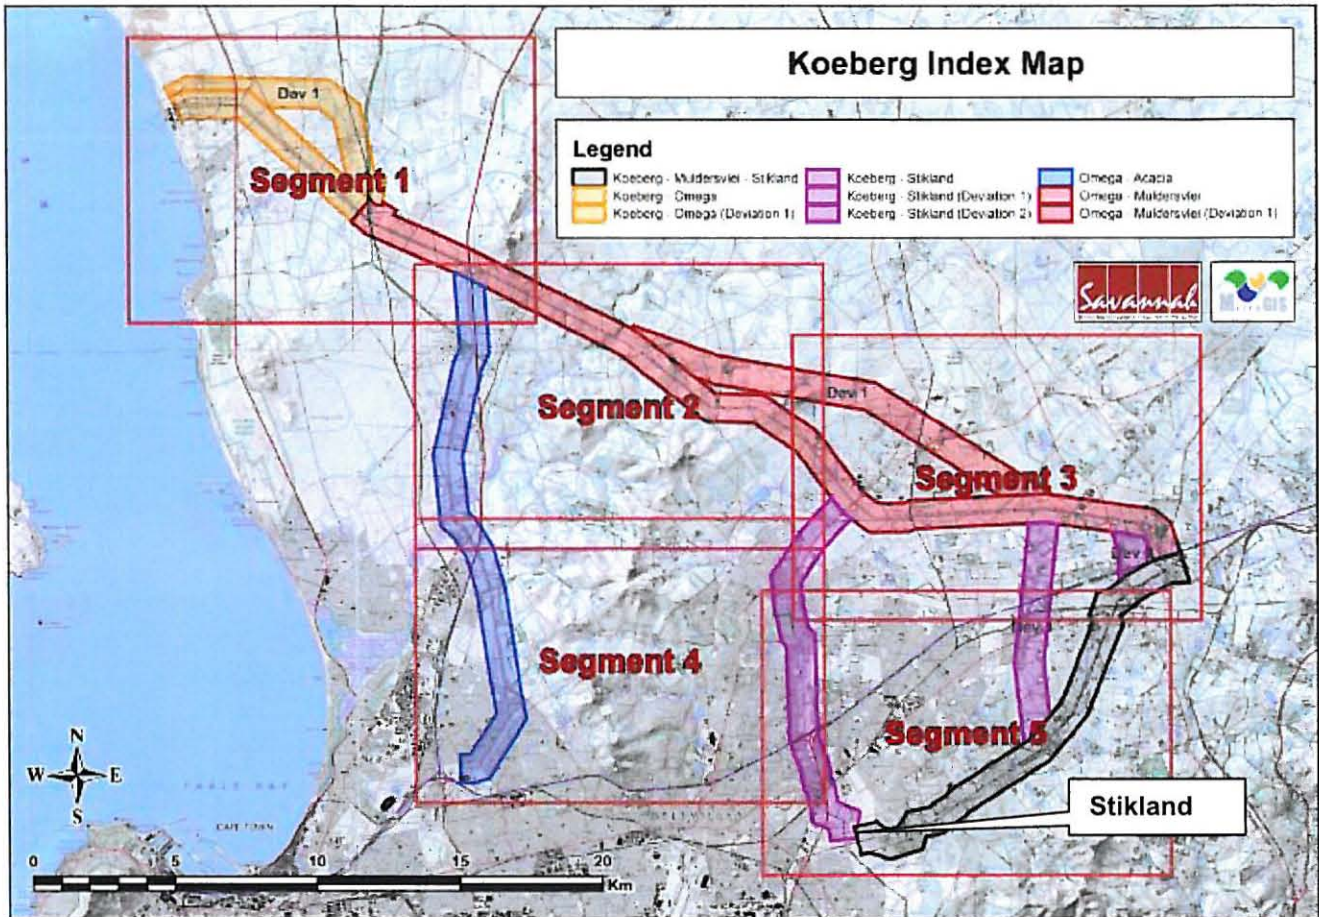 Koeberg Index Map
Legend
Koeberg - Muldersvlei - Stikland
Koeberg - Omega
Koeberg - Omega (Deviation 1)
Koeberg - Stikland
Koeberg - Stikland (Deviation 1)
Koeberg - Stikland (Deviation 2)
Omega - Acacia
Omega - Muldersvlei
Omega - Muldersvlei (Deviation 1)
Savannah
Dev 1
Segment 1
Segment 2
Dev 1
Segment 3
Segment 4
Segment 5
Stikland
N
W E
S
TABLE BAY
CAPE TOWN
0 5 10 15 20
Km